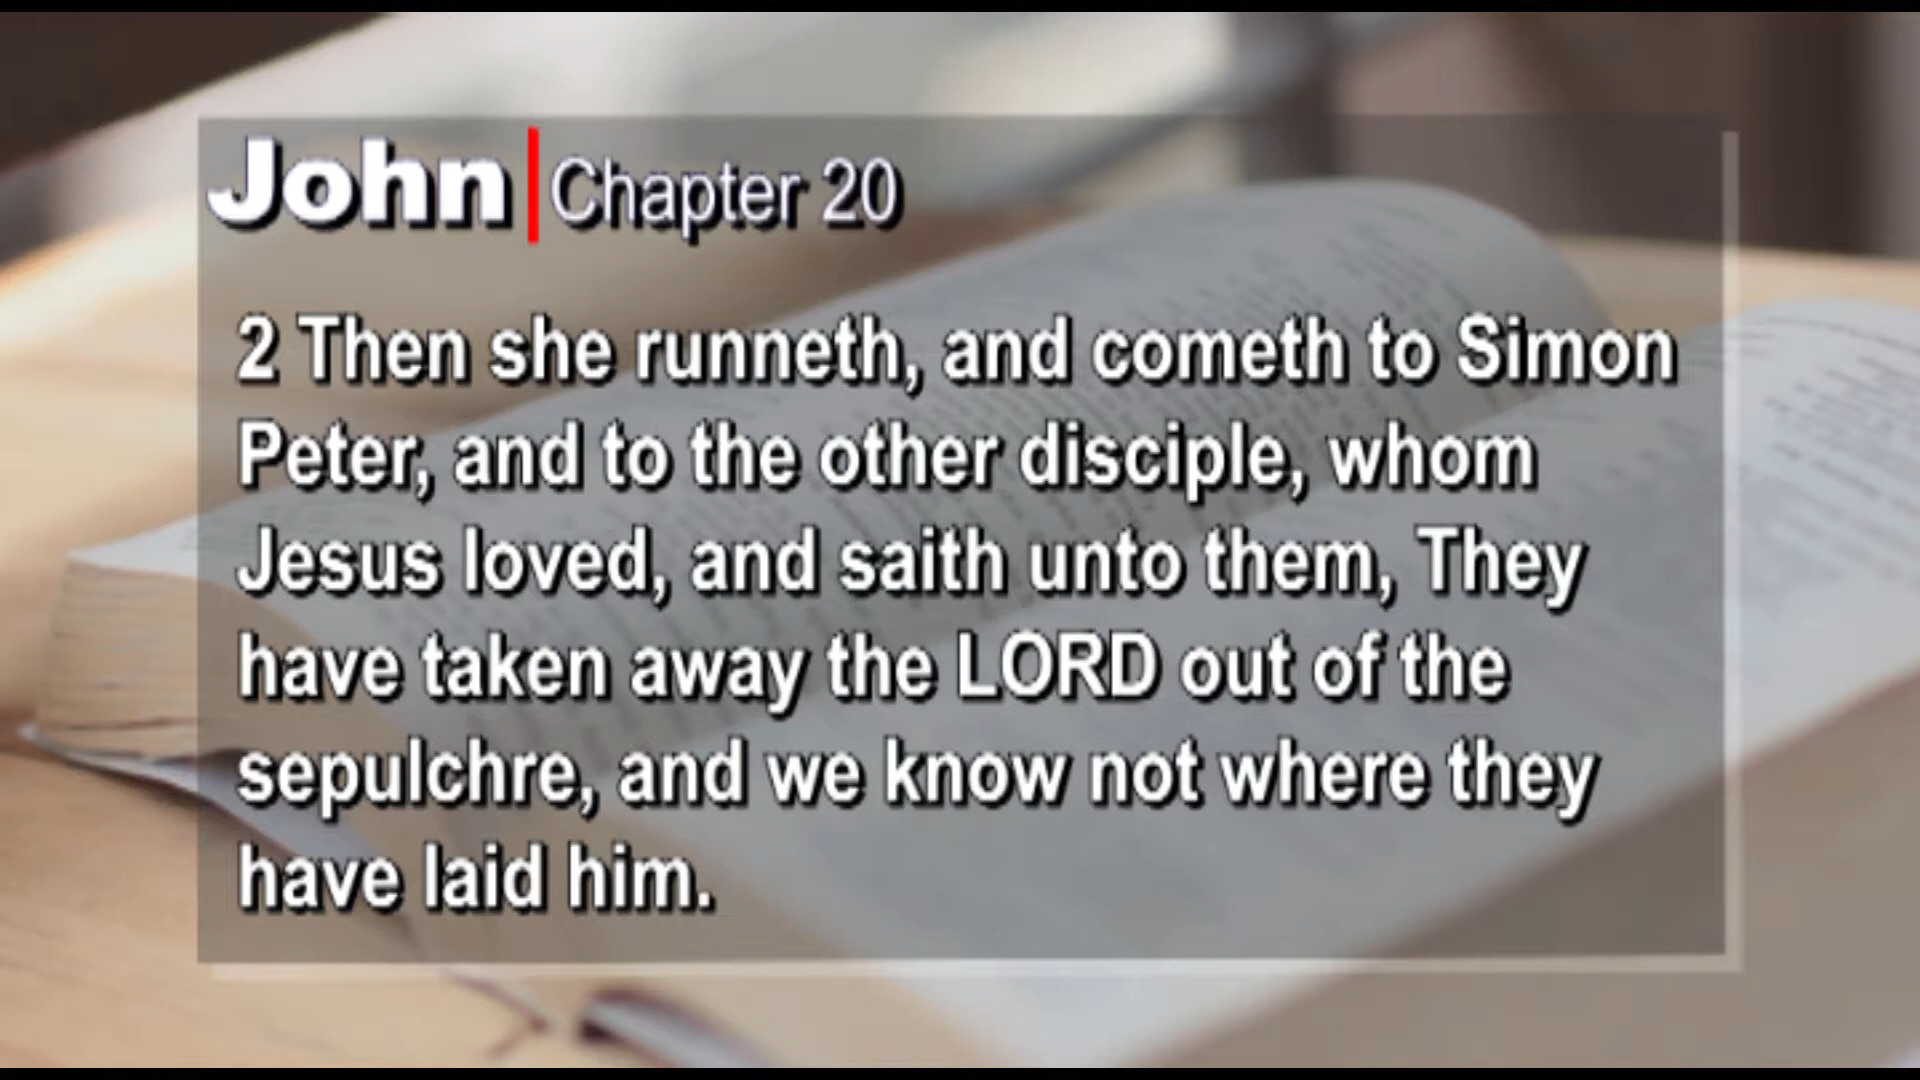 John|Chapter 20
2 Then she runneth, and cometh to Simon
Peter, and to the other disciple, whom
Jesus loved, and saith unto them, They
have taken away the LORD out of the
sepulchre, and we know not where they
have laid him.